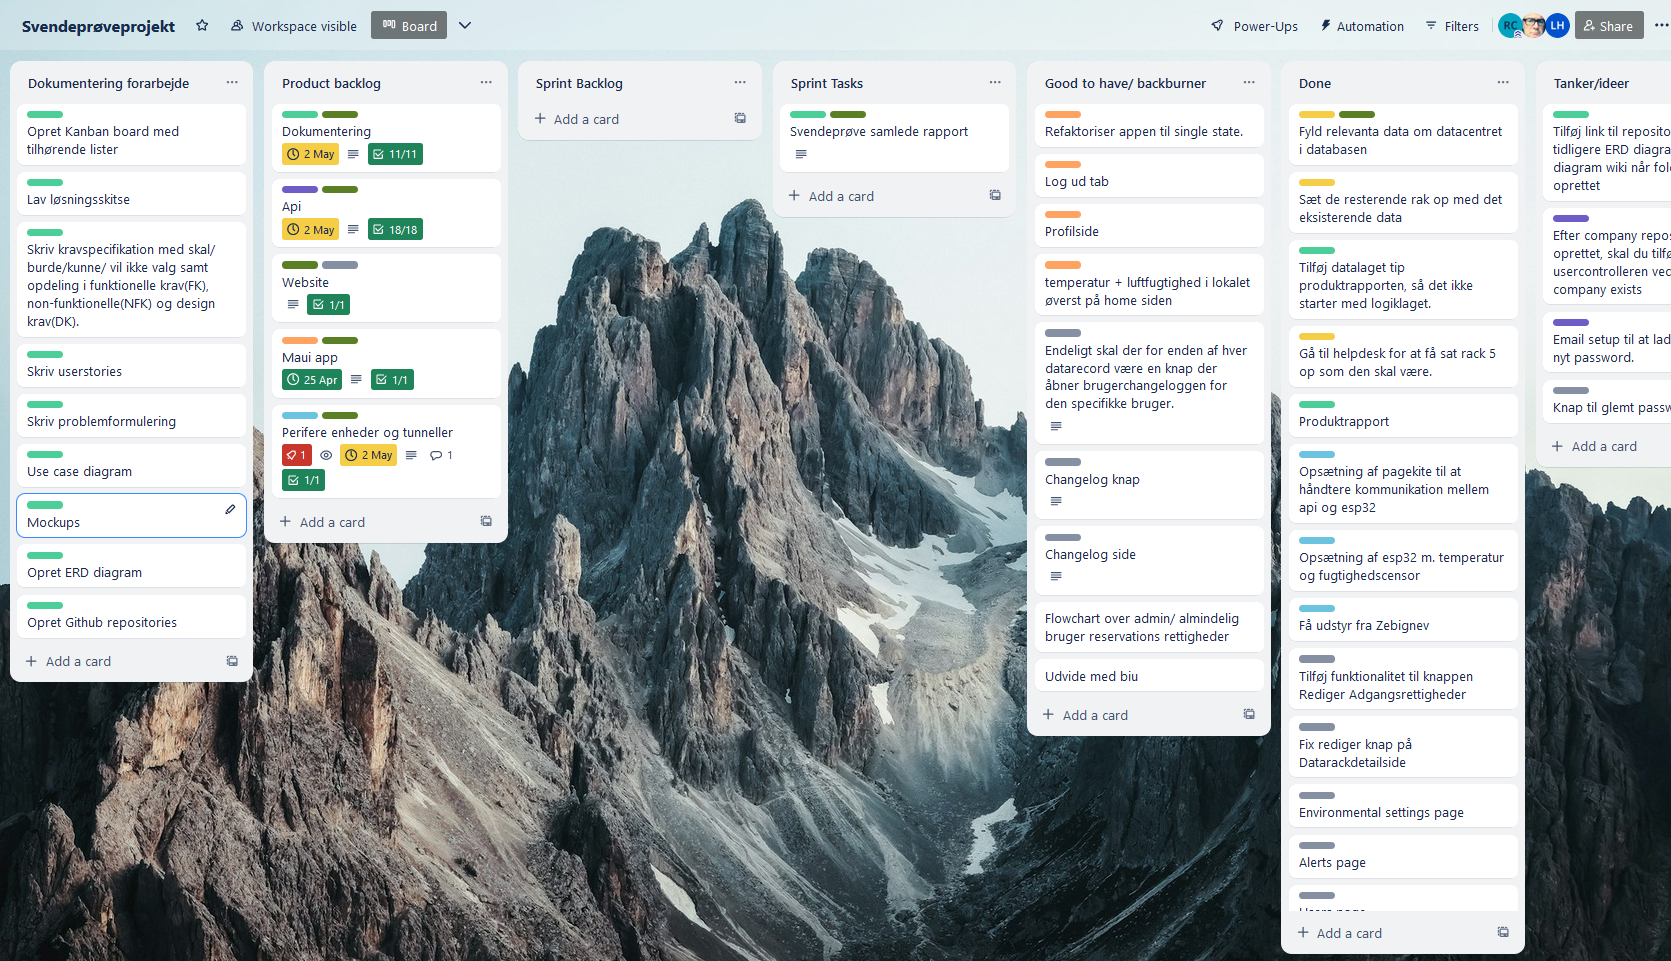 Svendeprøveprojekt
Workspace visible
Board
Power-Ups
Automation
Filters
RC
LH
Share
Dokumentering forarbejde
Opret Kanban board med
tilhørende lister
Lav løsningsskitse
Skriv kravspecifikation med skal/
burde/kunne/ vil ikke valg samt
opdeling i funktionelle krav(FK),
non-funktionelle(NFK) og design
krav(DK).
Skriv userstories
Skriv problemformulering
Use case diagram
Mockups
Opret ERD diagram
Opret Github repositories
Add a card
Product backlog
Dokumentering
2 May
11/11
Api
2 May
18/18
Website
1/1
Maui app
25 Apr
1/1
Perifere enheder og tunneller
1
2 May
1
1/1
Add a card
Sprint Backlog
Add a card
Sprint Tasks
Svendeprøve samlede rapport
Add a card
Good to have/ backburner
Refaktoriser appen til single state.
Log ud tab
Profilside
temperatur + luftfugtighed i lokalet
øverst på home siden
Endeligt skal der for enden af hver
datarecord være en knap der
åbner brugerchangeloggen for
den specifikke bruger.
Changelog knap
Changelog side
Flowchart over admin/ almindelig
bruger reservations rettigheder
Udvide med biu
Add a card
Done
Fyld relevanta data om datacentret
i databasen
Sæt de resterende rak op med det
eksisterende data
Tilføj datalaget tip
produktrapporten, så det ikke
starter med logiklaget.
Gå til helpdesk for at få sat rack 5
op som den skal være.
Produktrapport
Opsætning af pagekite til at
håndtere kommunikation mellem
api og esp32
Opsætning af esp32 m. temperatur
og fugtighedscensor
Få udstyr fra Zebignev
Tilføj funktionalitet til knappen
Rediger Adgangsrettigheder
Fix rediger knap på
Datarackdetailside
Environmental settings page
Alerts page
Users page
Add a card
Tanker/ideer
Tilføj link til reposito
tidligere ERD diagra
diagram wiki når fol
oprettet
Efter company repos
oprettet, skal du tilfø
usercontrolleren ved
company exists
Email setup til at lad
nyt password.
Knap til glemt passw
Add a card